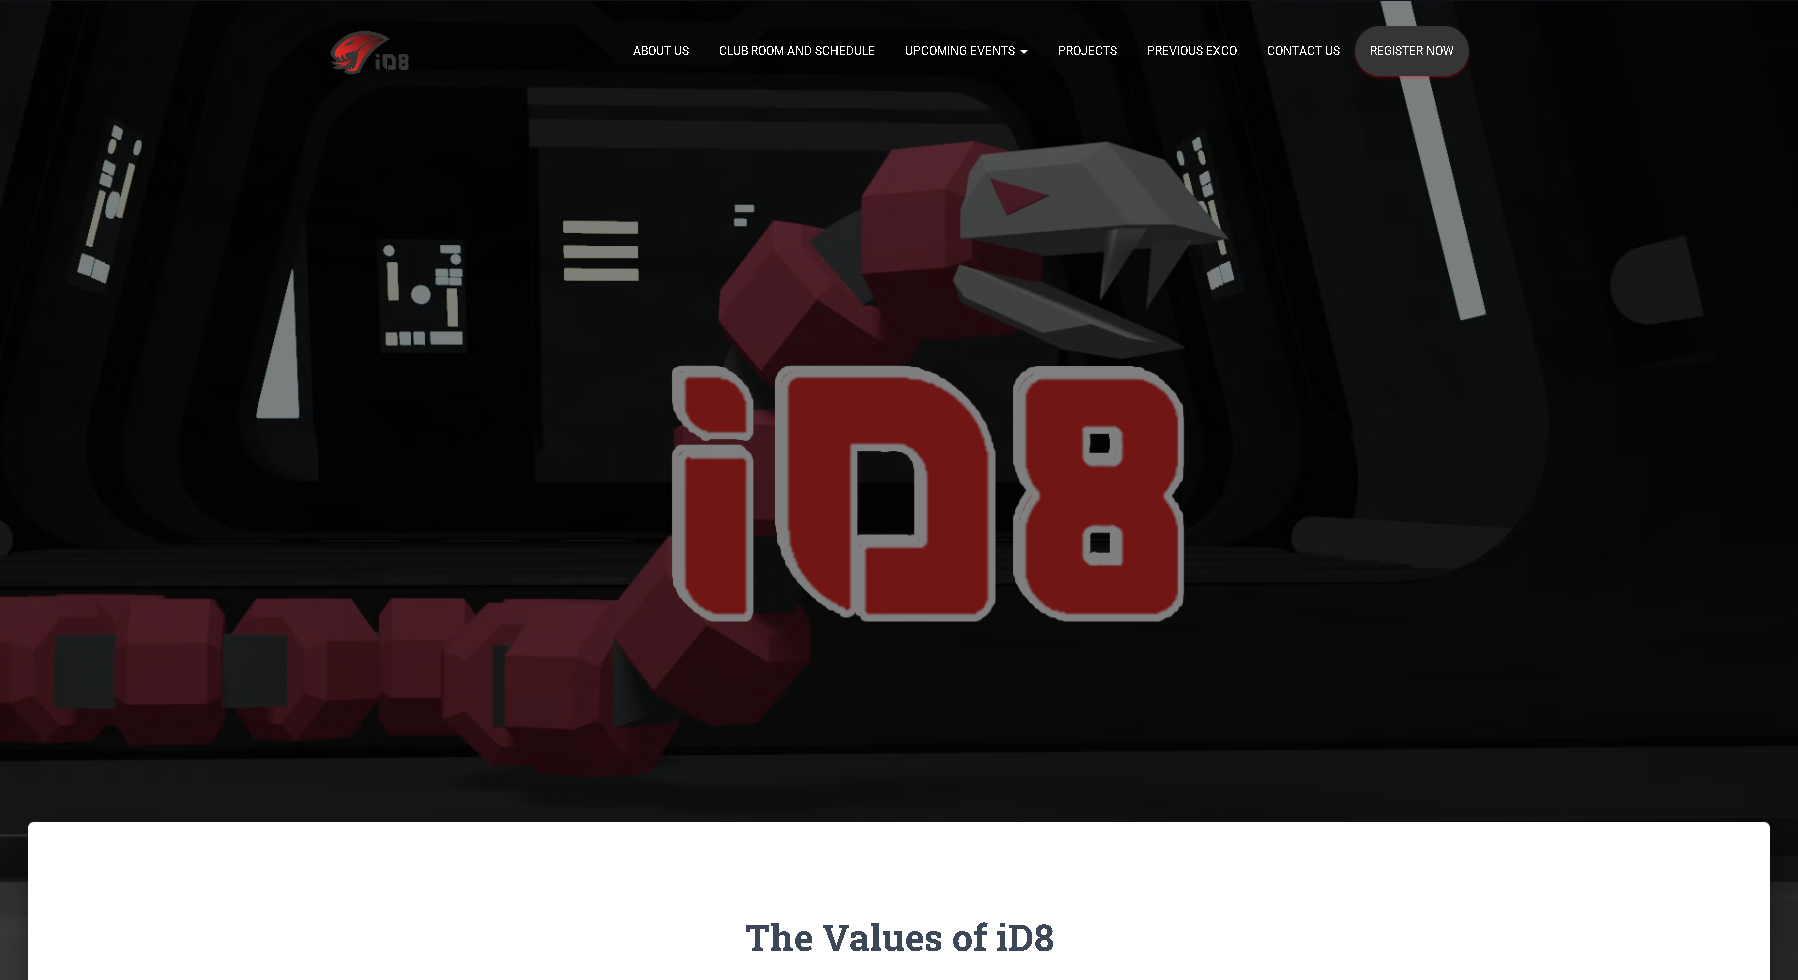 iD8
ABOUT US
CLUB ROOM AND SCHEDULE
UPCOMING EVENTS
PROJECTS
PREVIOUS EXCO
CONTACT US
REGISTER NOW
iD8
The Values of iD8